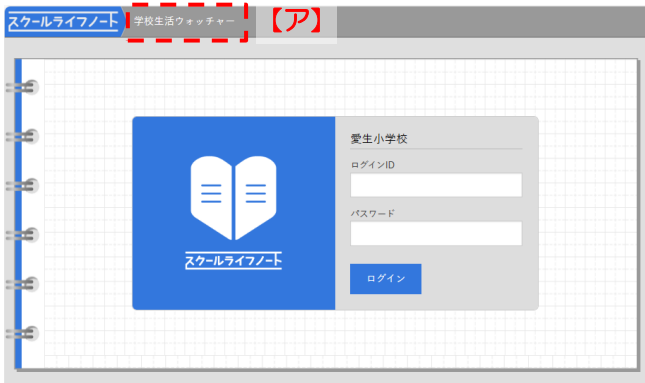 スクールライフノート 学校生活ウォッチャー 【ア】
愛生小学校
ログインID
パスワード
スクールライフノート
ログイン